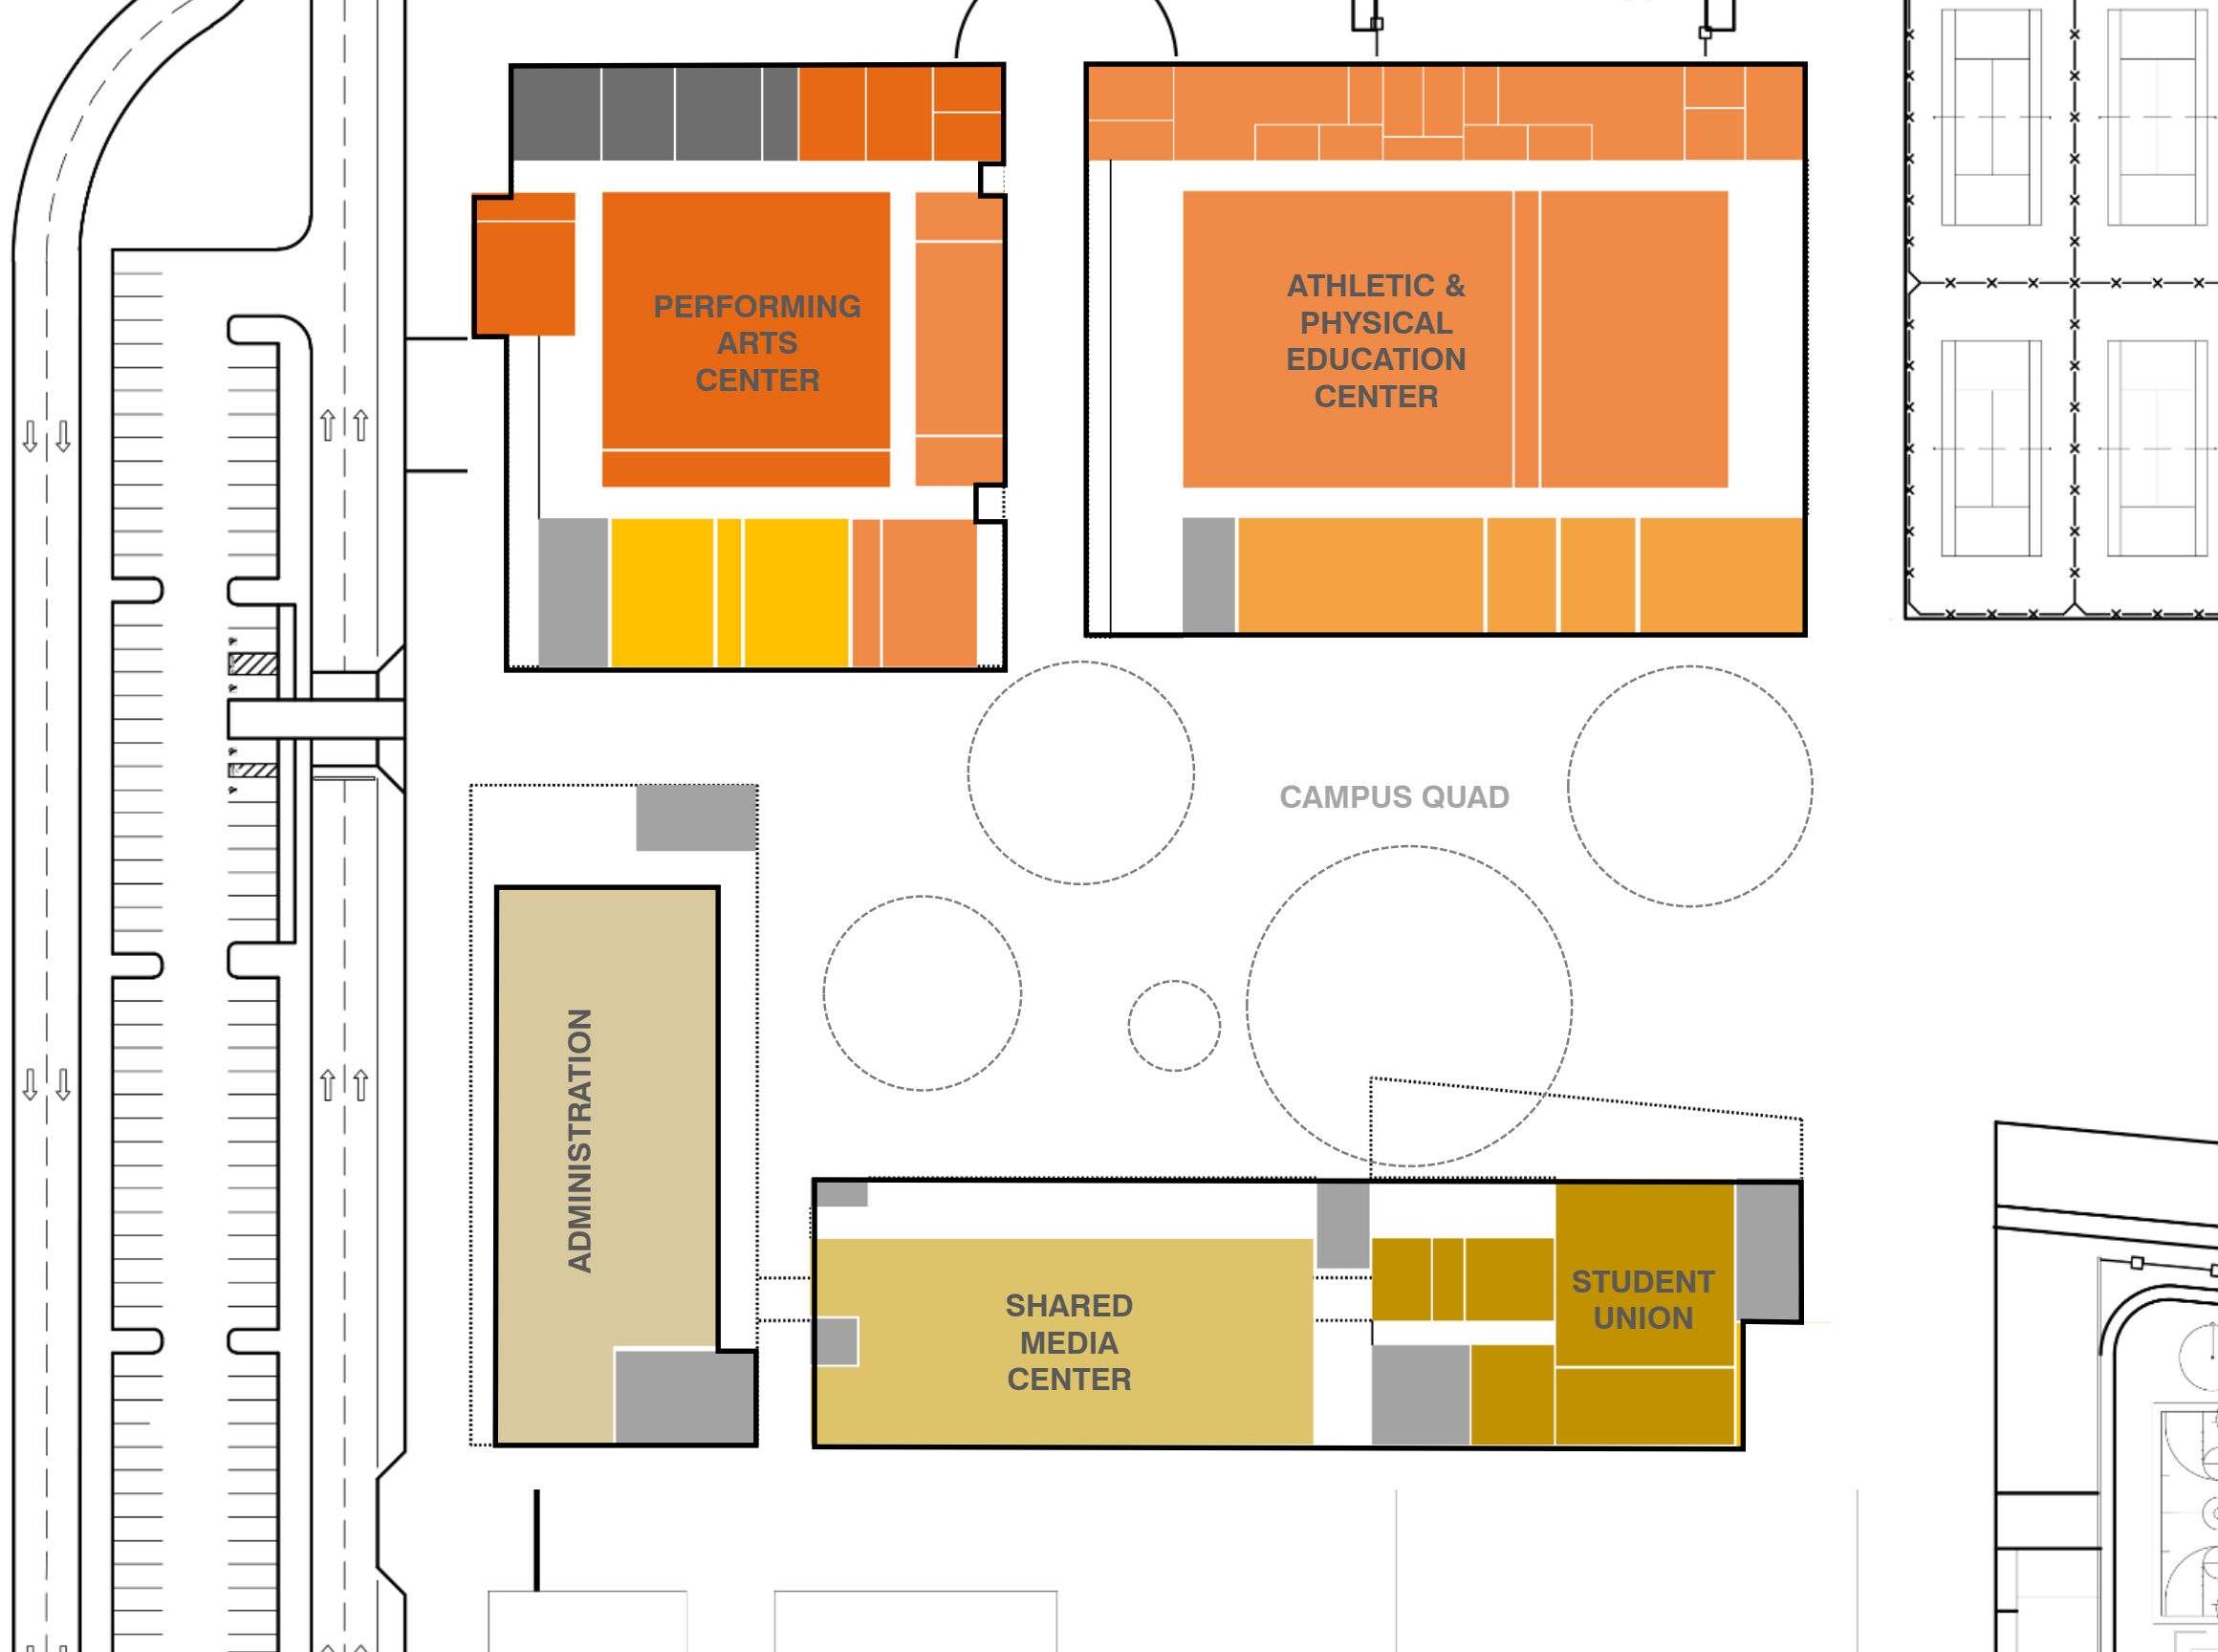 PERFORMING
ARTS
CENTER
ATHLETIC &
PHYSICAL
EDUCATION
CENTER
CAMPUS QUAD
ADMINISTRATION
SHARED
MEDIA
CENTER
STUDENT
UNION